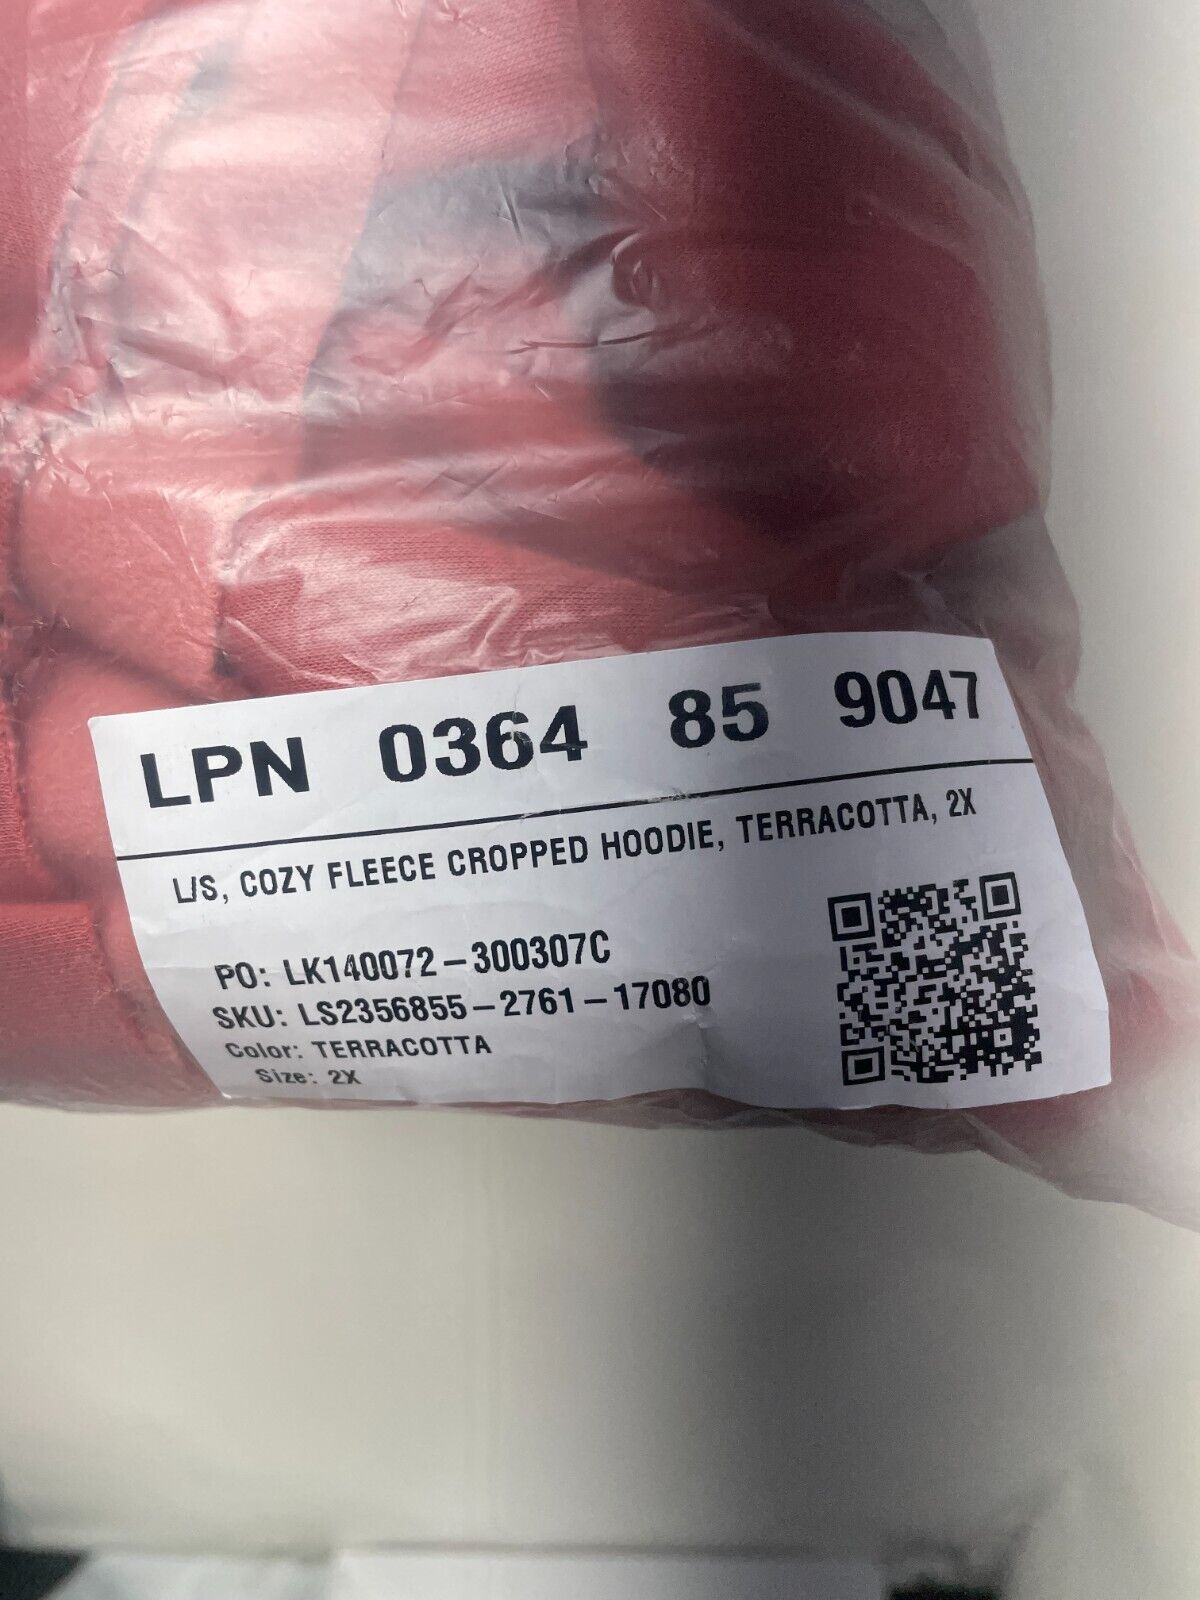 LPN 0364 85 9047
L/S, COZY FLEECE CROPPED HOODIE, TERRACOTTA, 2X
PO: LK140072-300307C
SKU: LS2356855-2761-17080
Color: TERRACOTTA
Size: 2X